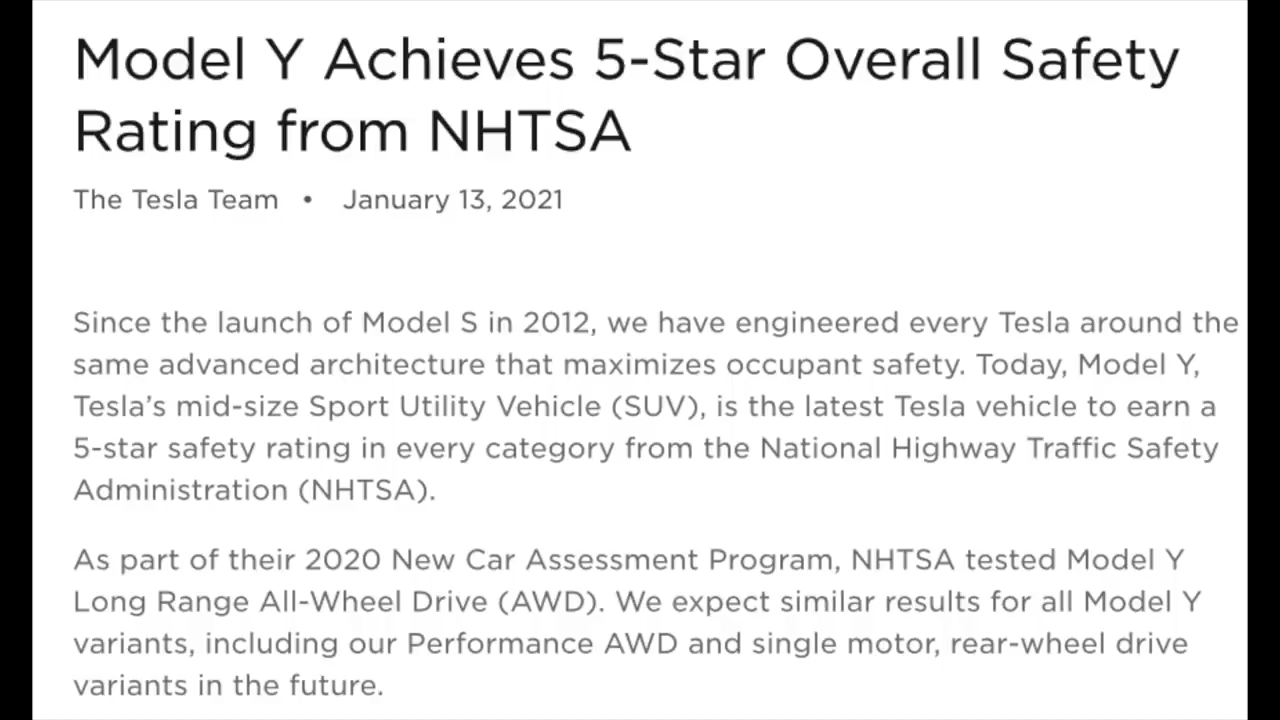 Model Y Achieves 5-Star Overall Safety
Rating from NHTSA
The Tesla Team • January 13, 2021
Since the launch of Model S in 2012, we have engineered every Tesla around the
same advanced architecture that maximizes occupant safety. Today, Model Y,
Tesla’s mid-size Sport Utility Vehicle (SUV), is the latest Tesla vehicle to earn a
5-star safety rating in every category from the National Highway Traffic Safety
Administration (NHTSA).
As part of their 2020 New Car Assessment Program, NHTSA tested Model Y
Long Range All-Wheel Drive (AWD). We expect similar results for all Model Y
variants, including our Performance AWD and single motor, rear-wheel drive
variants in the future.